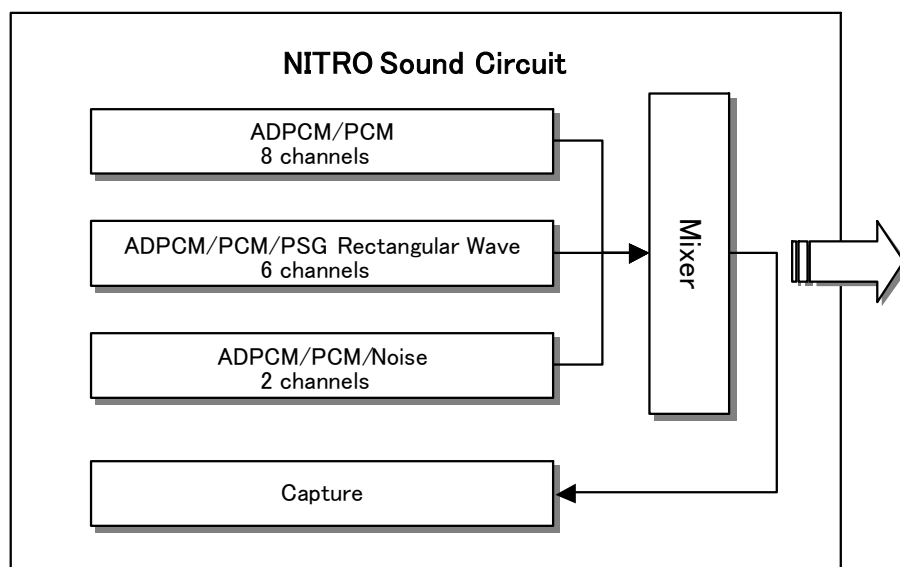 NITRO Sound Circuit
ADPCM/PCM
8 channels
ADPCM/PCM/PSG Rectangular Wave
6 channels
ADPCM/PCM/Noise
2 channels
Mixer
Capture